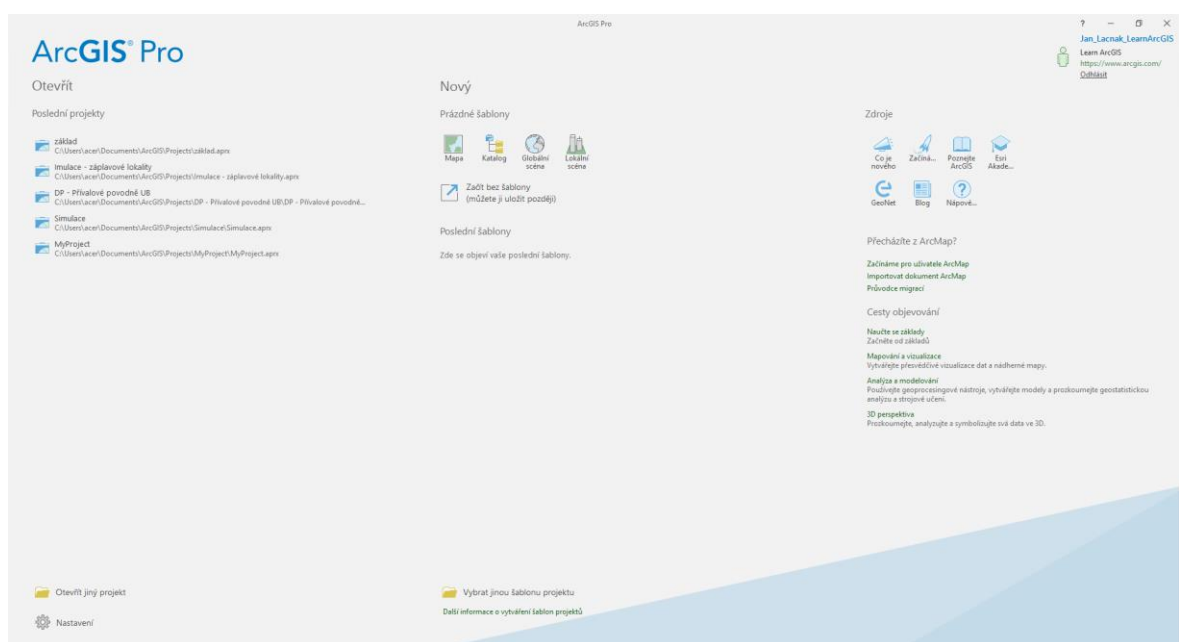 ArcGIS Pro
?
ArcGIS® Pro
Jan_Lacnak_LearnArcGIS
Learn ArcGIS
https://www.arcgis.com/
Odhlásit
Otevřít
Poslední projekty
základ
C:\Users\acer\Documents\ArcGIS\Projects\základ.aprx
Imulace - záplavové lokality
C:\Users\acer\Documents\ArcGIS\Projects\Imulace - záplavové lokality.aprx
DP - Přívalové povodně UB
C:\Users\acer\Documents\ArcGIS\Projects\DP - Přívalové povodně UB\DP - Přívalové povodně...
Simulace
C:\Users\acer\Documents\ArcGIS\Projects\Simulace\Simulace.aprx
MyProject
C:\Users\acer\Documents\ArcGIS\Projects\MyProject\MyProject.aprx
Otevřít jiný projekt
Nastavení
Nový
Prázdné šablony
Mapa
Katalog
Globální
scéna
Lokální
scéna
Začít bez šablony
(můžete ji uložit později)
Poslední šablony
Zde se objeví vaše poslední šablony.
Vybrat jinou šablonu projektu
Další informace o vytváření šablon projektů
Zdroje
Co je
nového
Začíná...
Poznejte
ArcGIS
Esri
Akade...
GeoNet
Blog
Nápově...
Přecházíte z ArcMap?
Začínáme pro uživatele ArcMap
Importovat dokument ArcMap
Průvodce migrací
Cesty objevování
Naučte se základy
Začněte od základů
Mapování a vizualizace
Vytvářejte přesvědčivé vizualizace dat a nádherné mapy.
Analýza a modelování
Používejte geoprocesingové nástroje, vytvářejte modely a prozkoumejte geostatistickou
analýzu a strojové učení.
3D perspektiva
Prozkoumejte, analyzujte a symbolizujte svá data ve 3D.